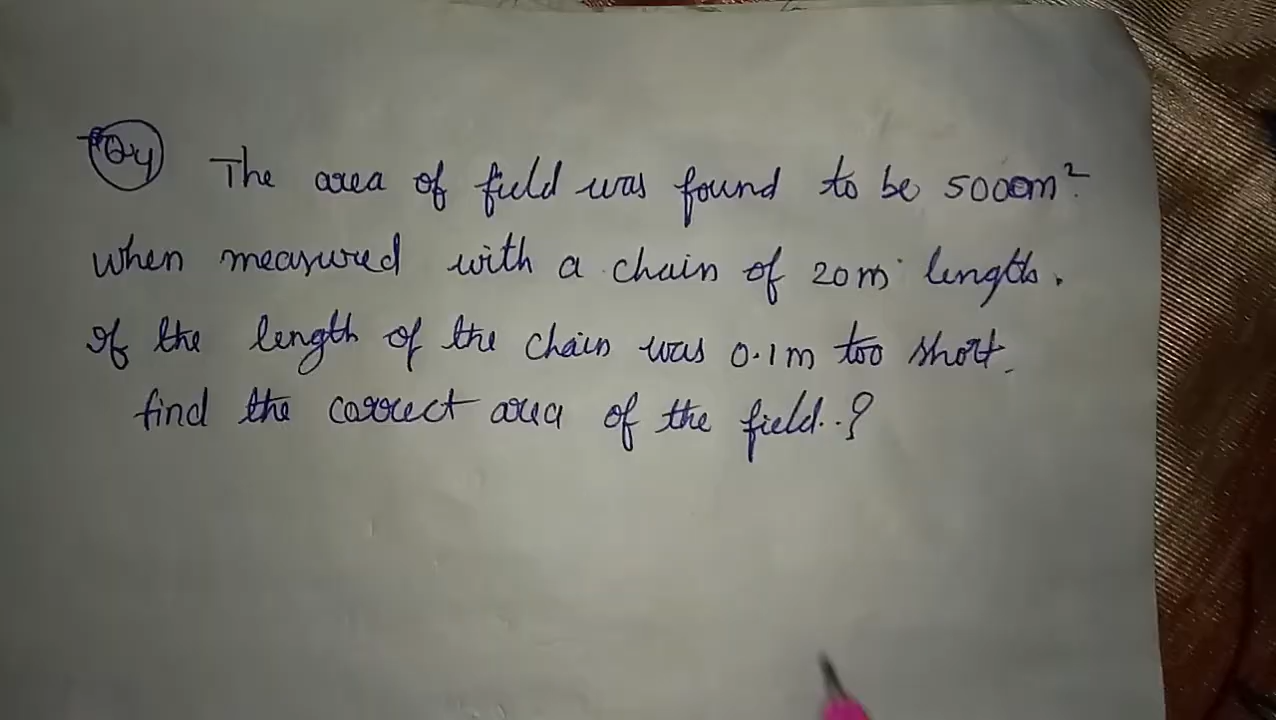 Q.4 The area of field was found to be 5000m².
when measured with a chain of 20m length.
If the length of the chain was 0.1m too short.
find the correct area of the field..?